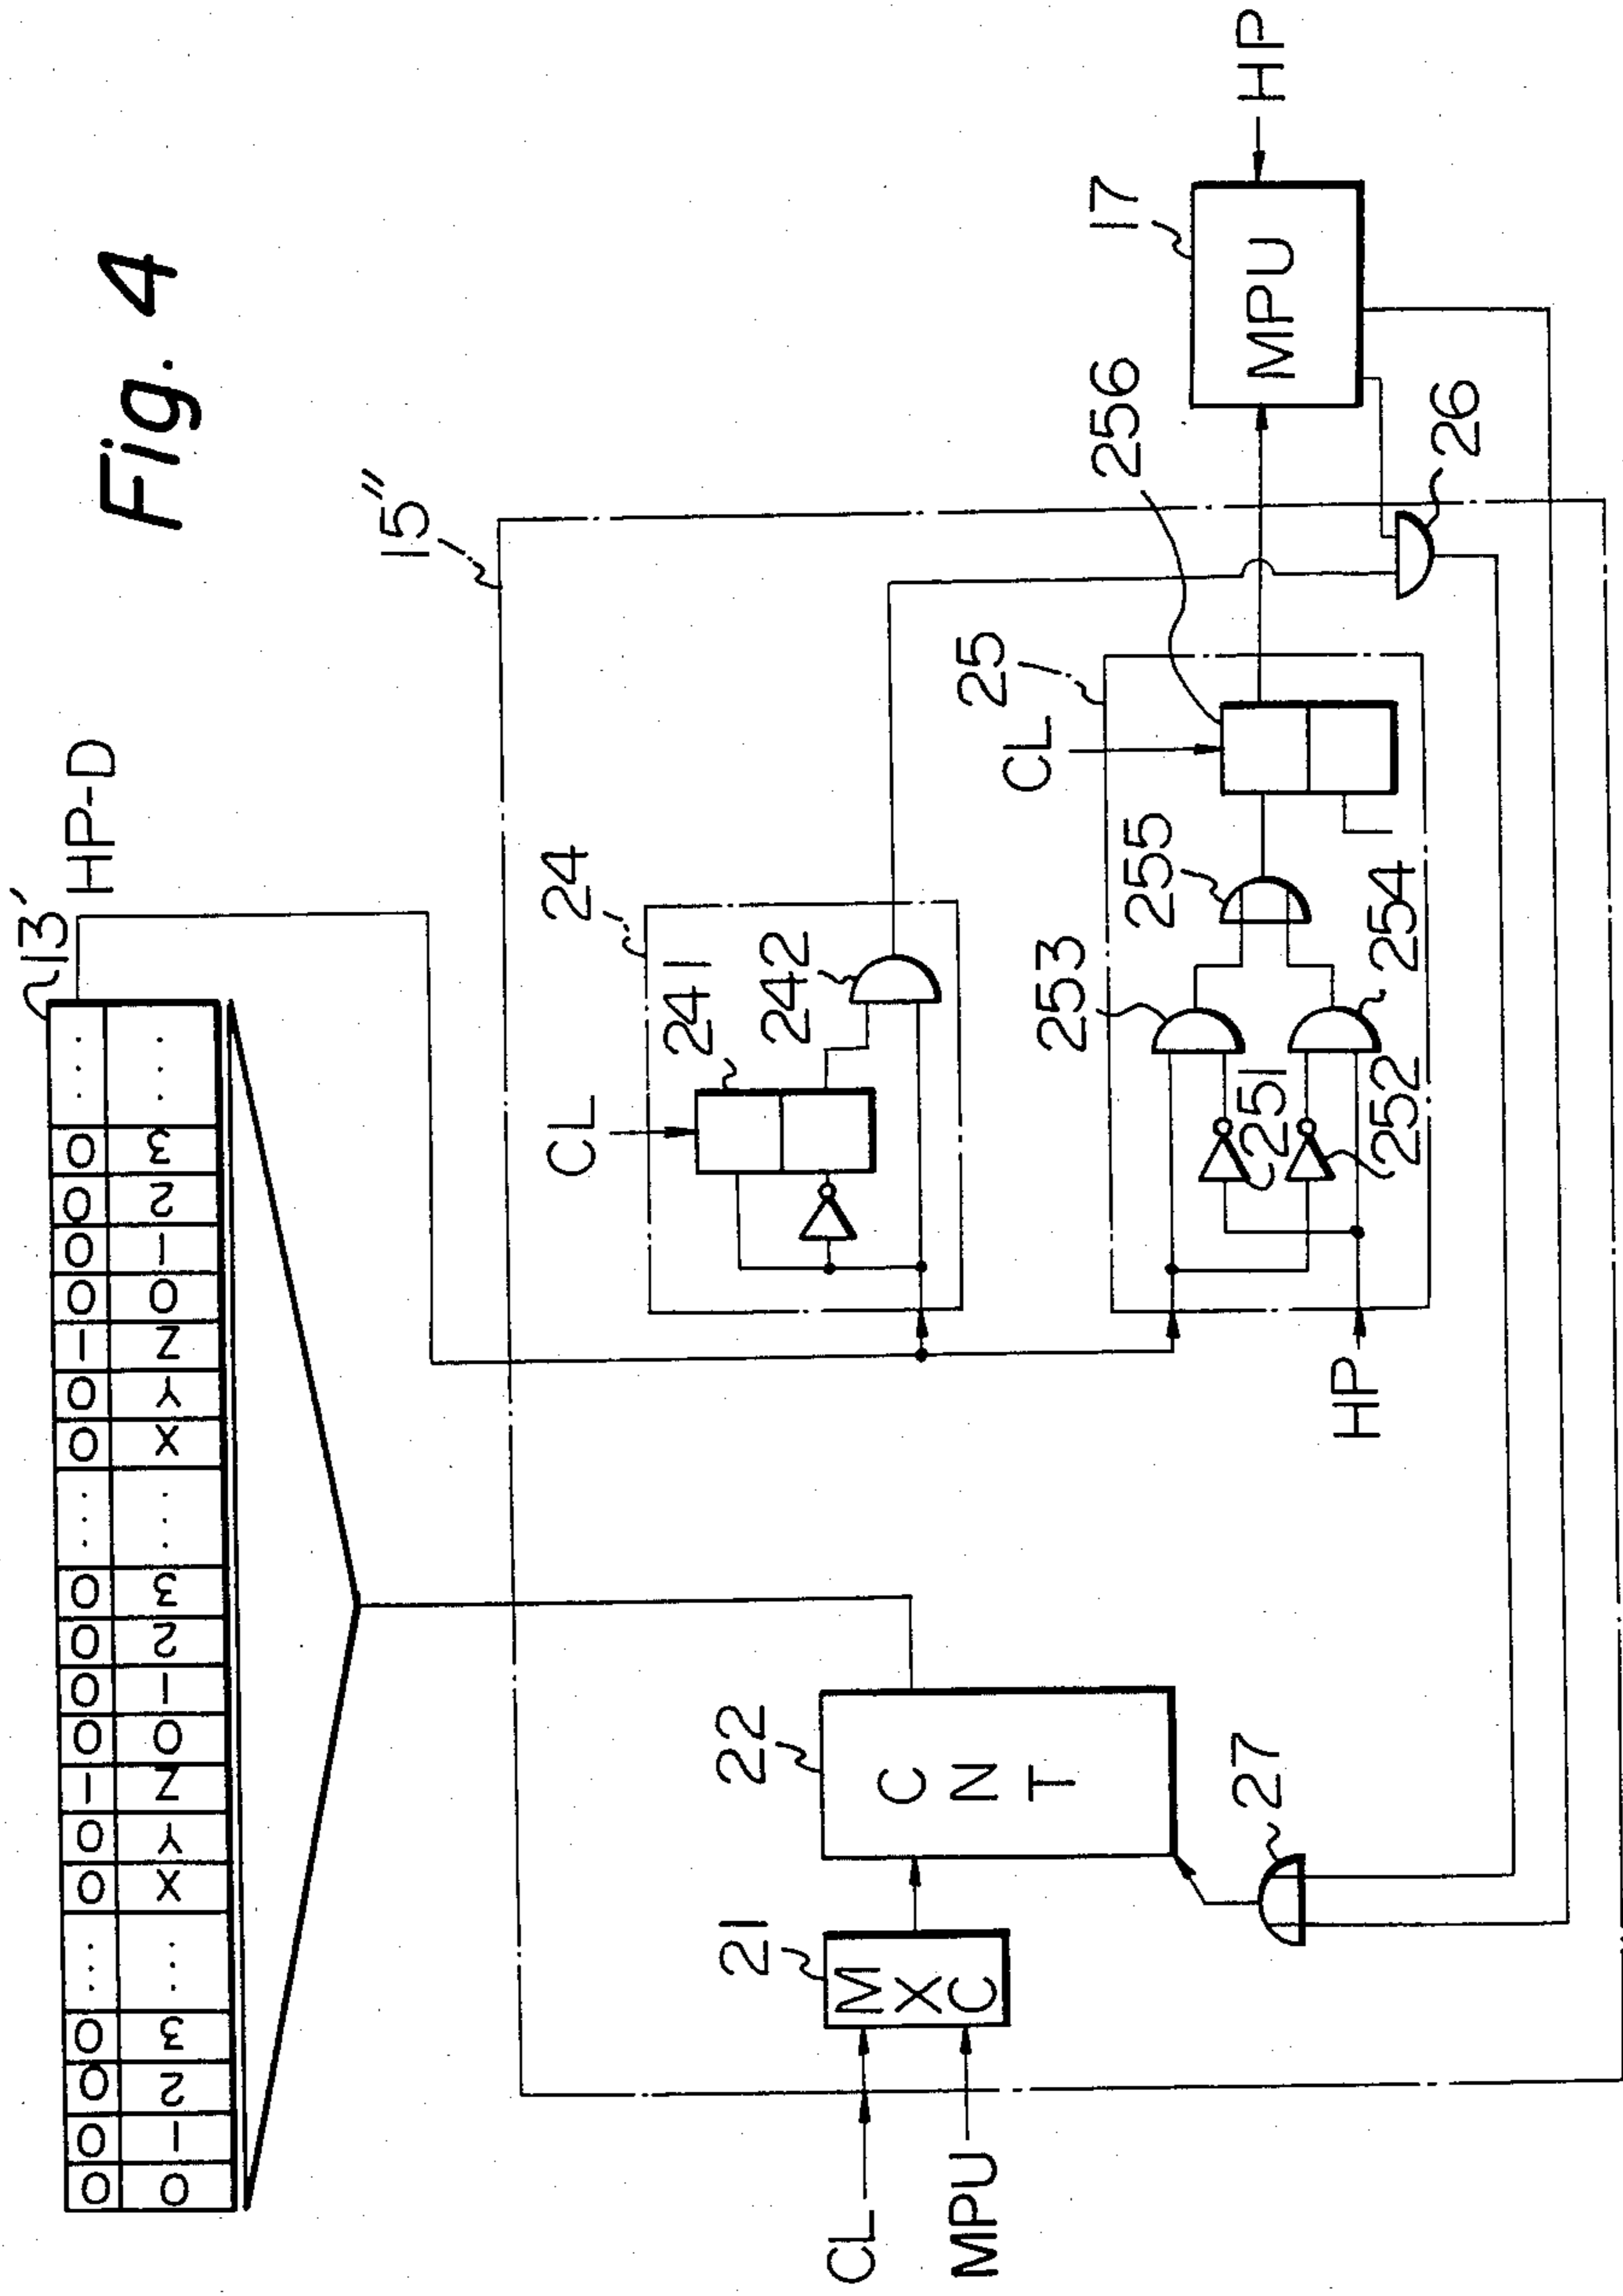 Fig. 4
13'
HP-D
0 0 0 0 ... 0 0 1 0 0 0 0 ... 0 0 1 0 0 0 0 ...
0 1 2 3 ... X Y Z 0 1 2 3 ... X Y Z 0 1 2 3 ...
15"
24
CL
241
242
25
CL
256
255
253
254
251
252
HP
17
MPU
HP
26
22
CNT
21
MXC
CL
MPU
27